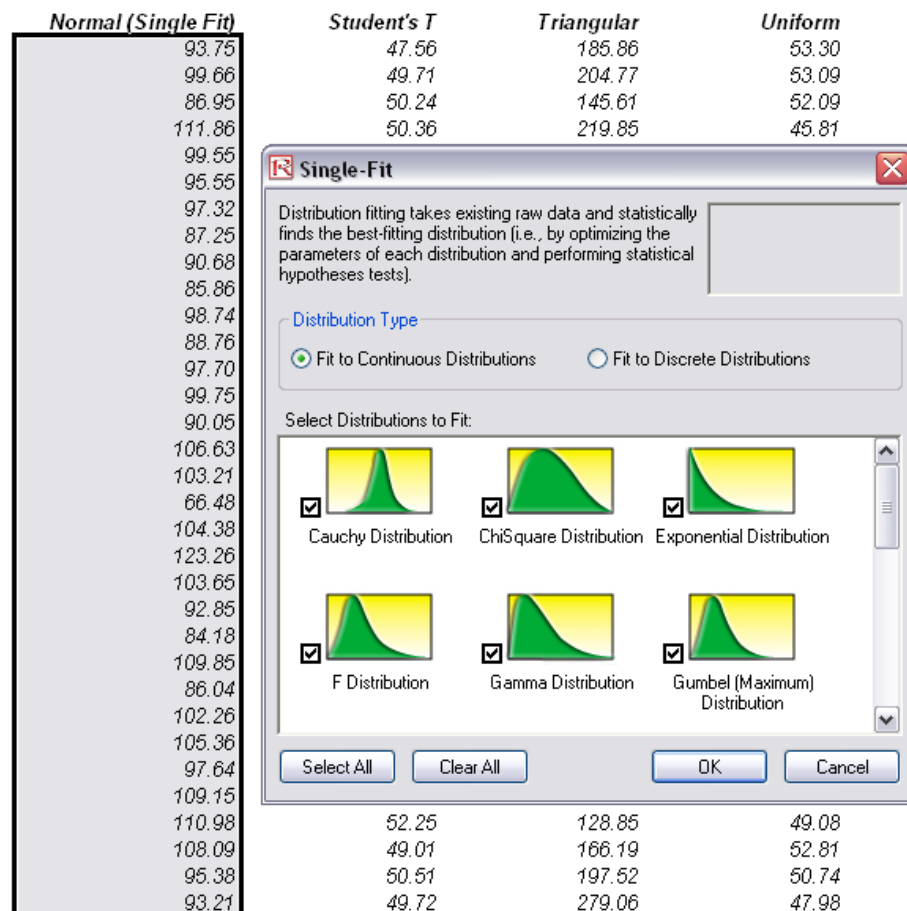 Normal (Single Fit) Student's T Triangular Uniform
93.75 47.56 185.86 53.30
99.66 49.71 204.77 53.09
86.95 50.24 145.61 52.09
111.86 50.36 219.85 45.81
99.55
95.55
97.32
87.25
90.68
85.86
98.74
88.76
97.70
99.75
90.05
106.63
103.21
66.48
104.38
123.26
103.65
92.85
84.18
109.85
86.04
102.26
105.36
97.64
109.15
Single-Fit
Distribution fitting takes existing raw data and statistically
finds the best-fitting distribution (i.e., by optimizing the
parameters of each distribution and performing statistical
hypotheses tests).
Distribution Type
Fit to Continuous Distributions Fit to Discrete Distributions
Select Distributions to Fit:
Cauchy Distribution ChiSquare Distribution Exponential Distribution
F Distribution Gamma Distribution Gumbel (Maximum)
Distribution
Select All Clear All OK Cancel
110.98 52.25 128.85 49.08
108.09 49.01 166.19 52.81
95.38 50.51 197.52 50.74
93.21 49.72 279.06 47.98